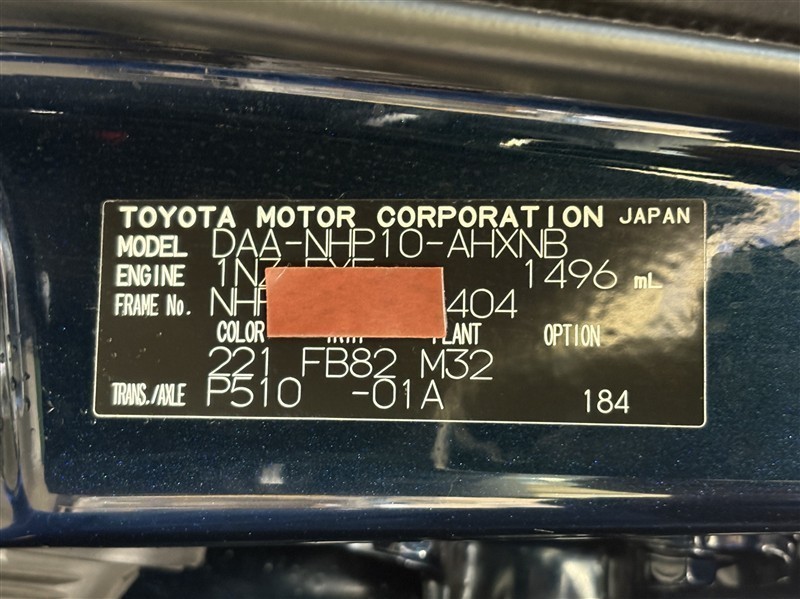 TOYOTA MOTOR CORPORATION JAPAN
MODEL DAA-NHP10-AHXNB
ENGINE 1496 mL
FRAME No. 404
COLOR OPTION
221 FB82 M32
TRANS./AXLE P510 -01A 184